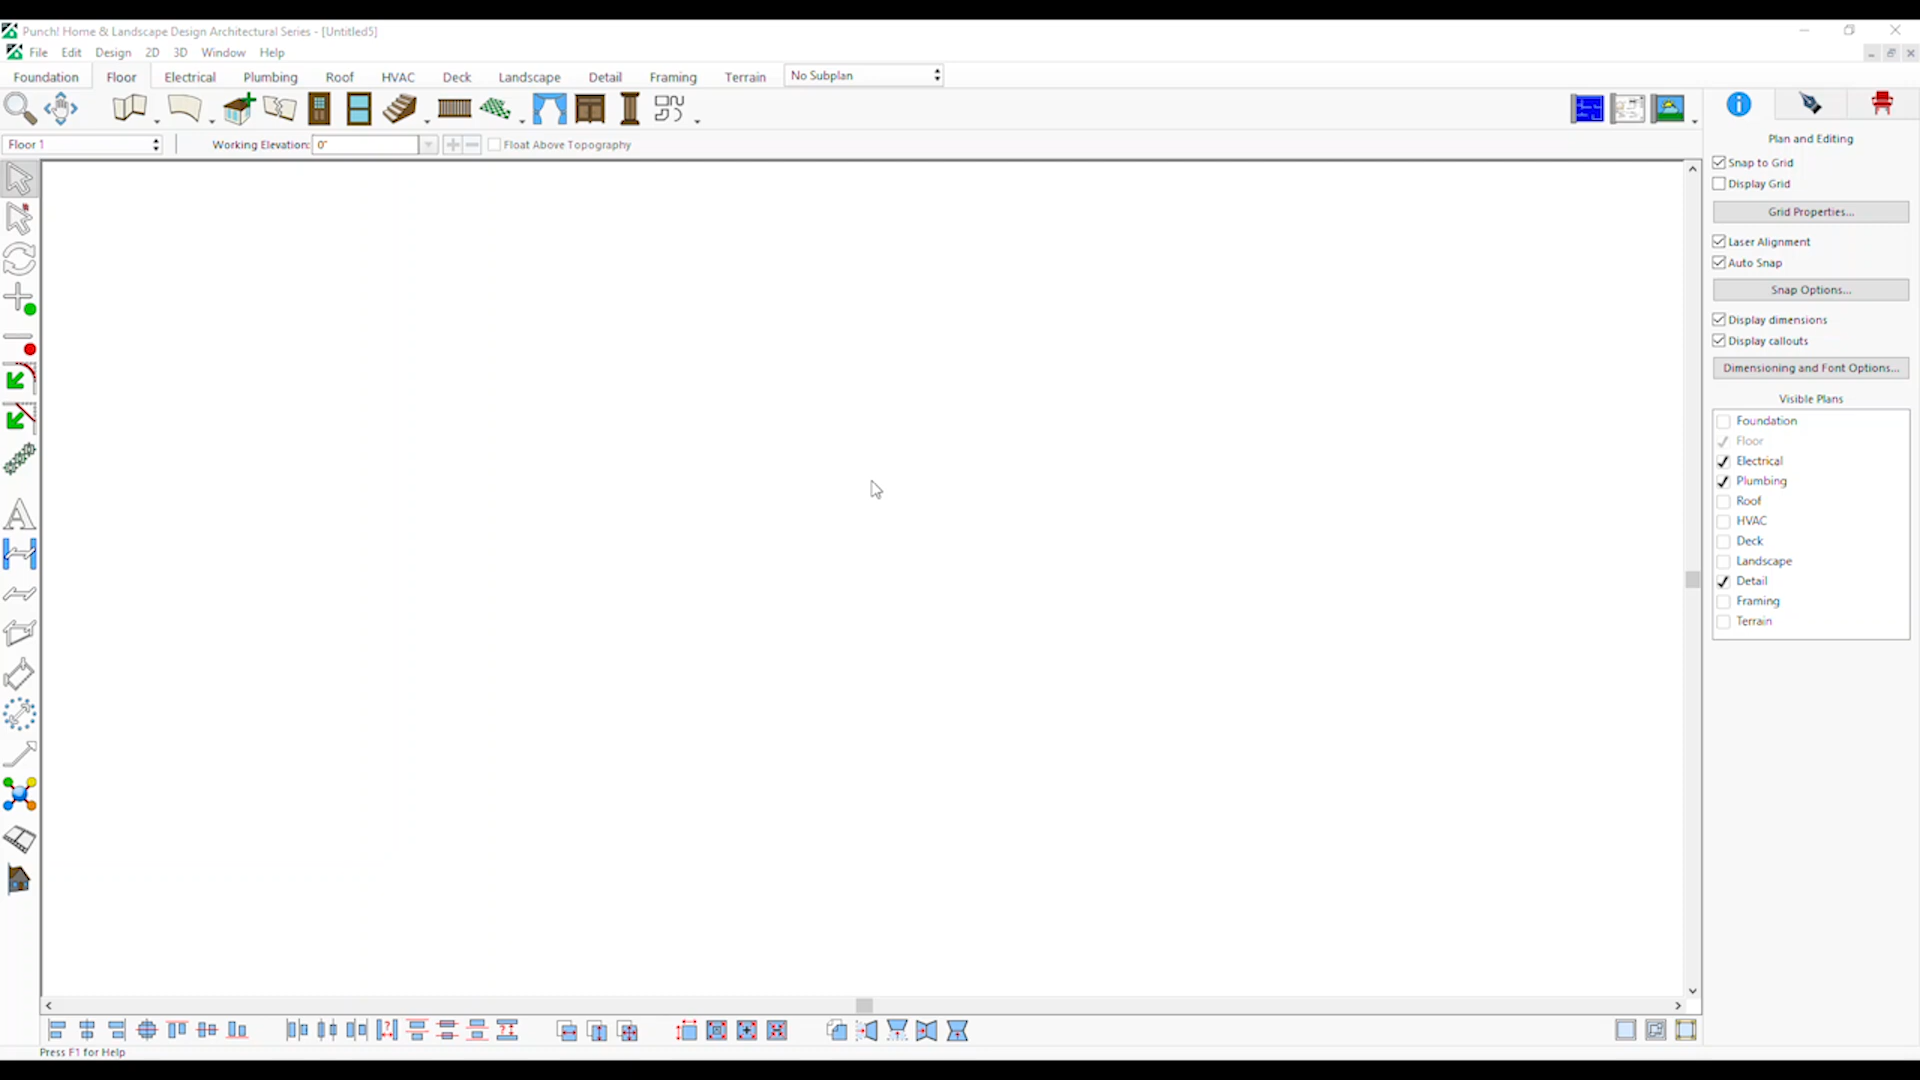 Punch! Home & Landscape Design Architectural Series - [Untitled5]
File Edit Design 2D 3D Window Help
Foundation Floor Electrical Plumbing Roof HVAC Deck Landscape Detail Framing Terrain No Subplan
Floor 1 Working Elevation: 0" Float Above Topography
Plan and Editing
Snap to Grid
Display Grid
Grid Properties...
Laser Alignment
Auto Snap
Snap Options...
Display dimensions
Display callouts
Dimensioning and Font Options...
Visible Plans
Foundation
Floor
Electrical
Plumbing
Roof
HVAC
Deck
Landscape
Detail
Framing
Terrain
Press F1 for Help